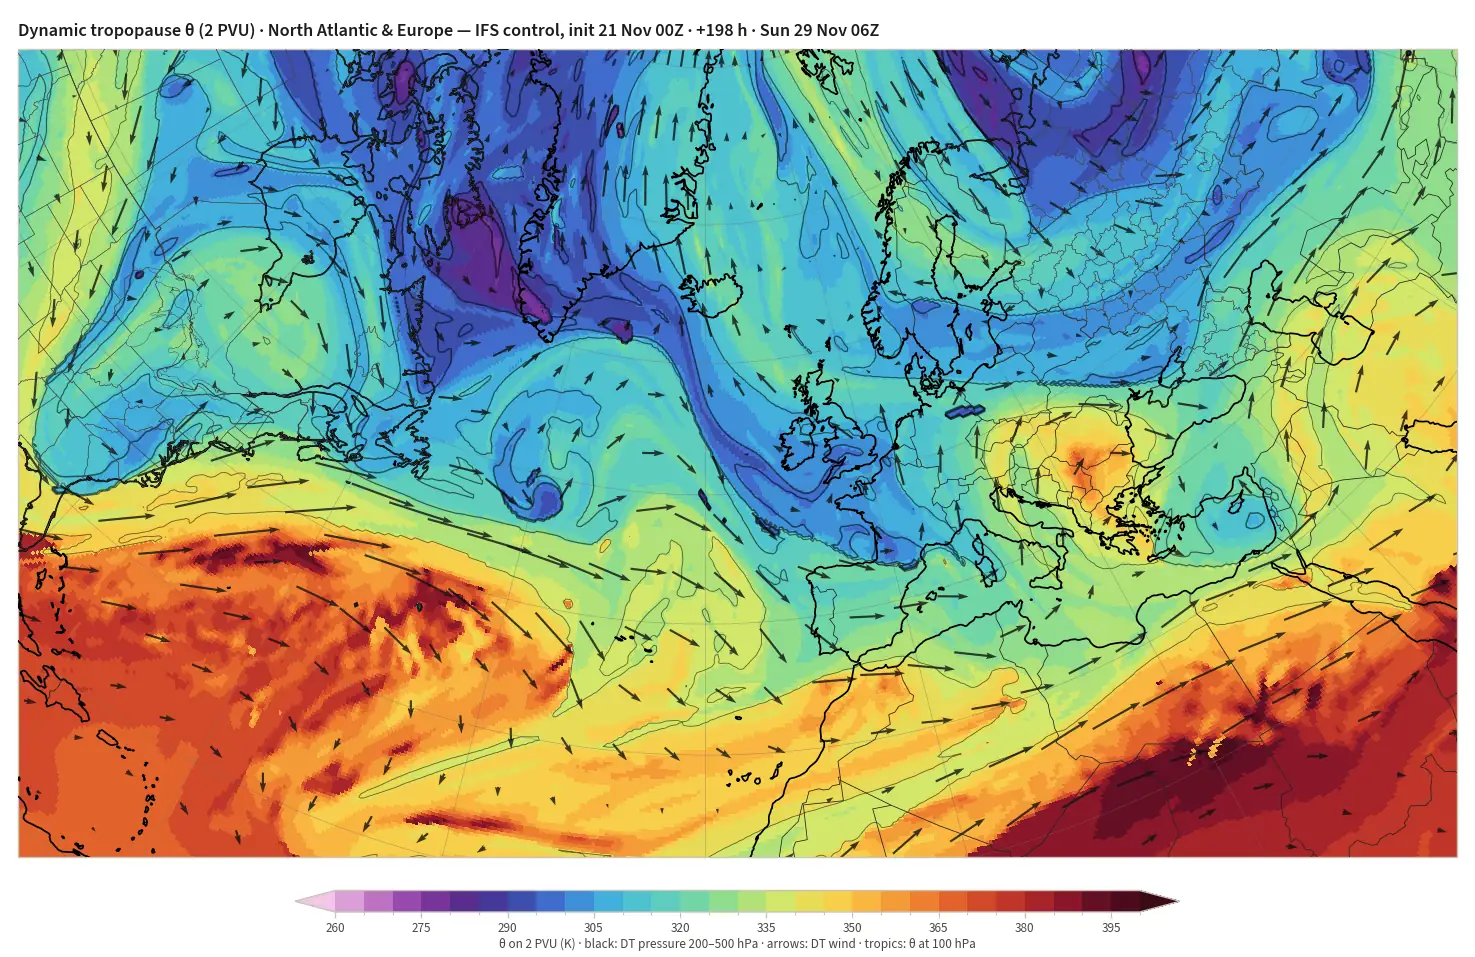 Dynamic tropopause θ (2 PVU) · North Atlantic & Europe — IFS control, init 21 Nov 00Z · +198 h · Sun 29 Nov 06Z
260 275 290 305 320 335 350 365 380 395
θ on 2 PVU (K) · black: DT pressure 200–500 hPa · arrows: DT wind · tropics: θ at 100 hPa